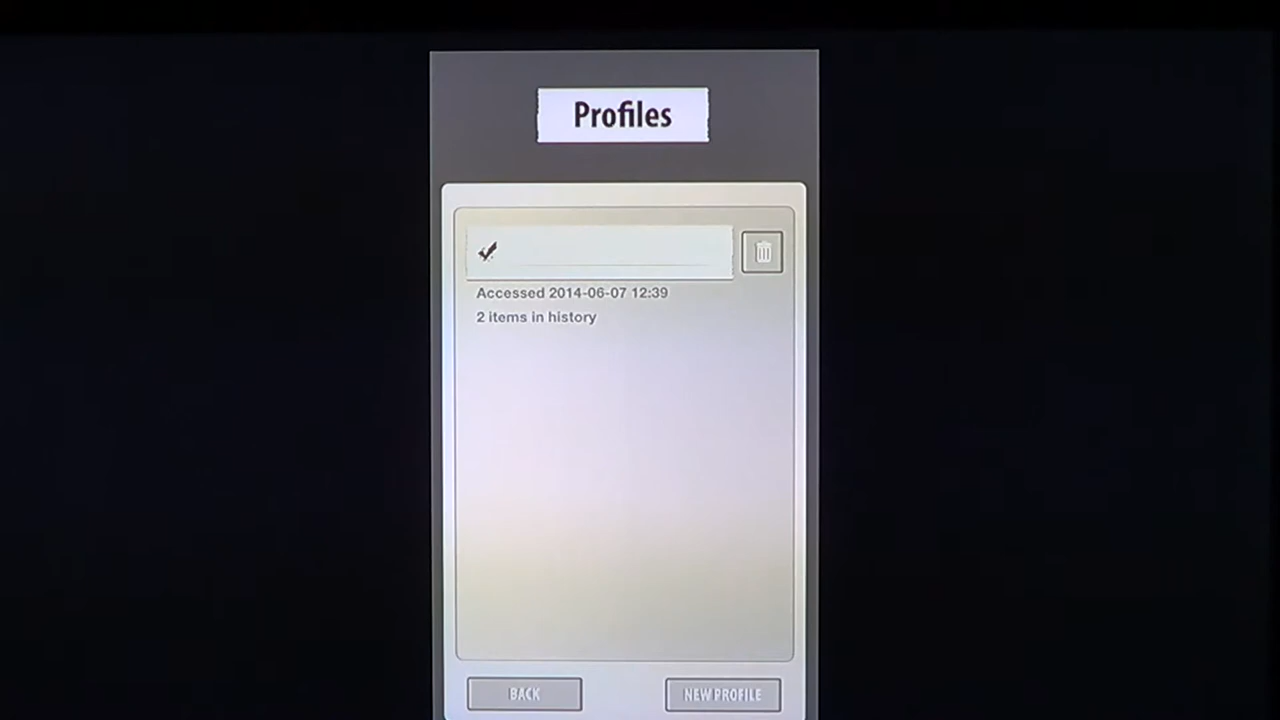 Profiles
Accessed 2014-06-07 12:39
2 items in history
BACK
NEW PROFILE